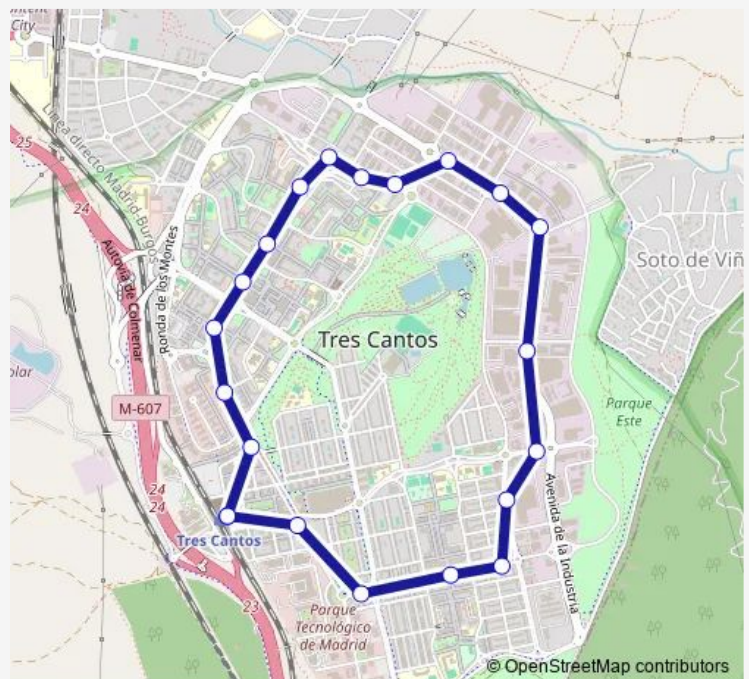 City
Línea directo Madrid-Burgos
25
24
Autovía de Colmenar
Ronda de los Montes
Soto de Viñ
Tres Cantos
olar
M-607
Parque
Este
24
24
Tres Cantos
Avenida de la Industria
23
Parque
Tecnológico
de Madrid
© OpenStreetMap contributors